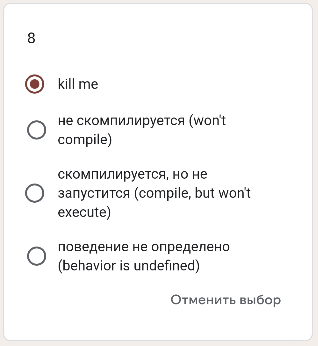 8
kill me
не скомпилируется (won't
compile)
скомпилируется, но не
запустится (compile, but won't
execute)
поведение не определено
(behavior is undefined)
Отменить выбор